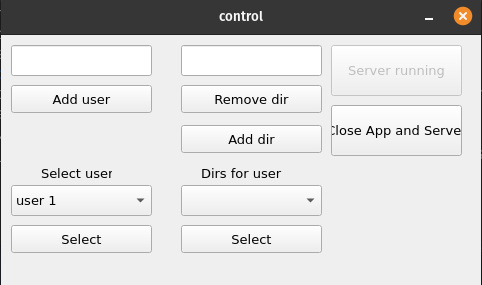 control
Server running
Add user
Remove dir
Close App and Serve
Add dir
Select user
Dirs for user
user 1
Select
Select